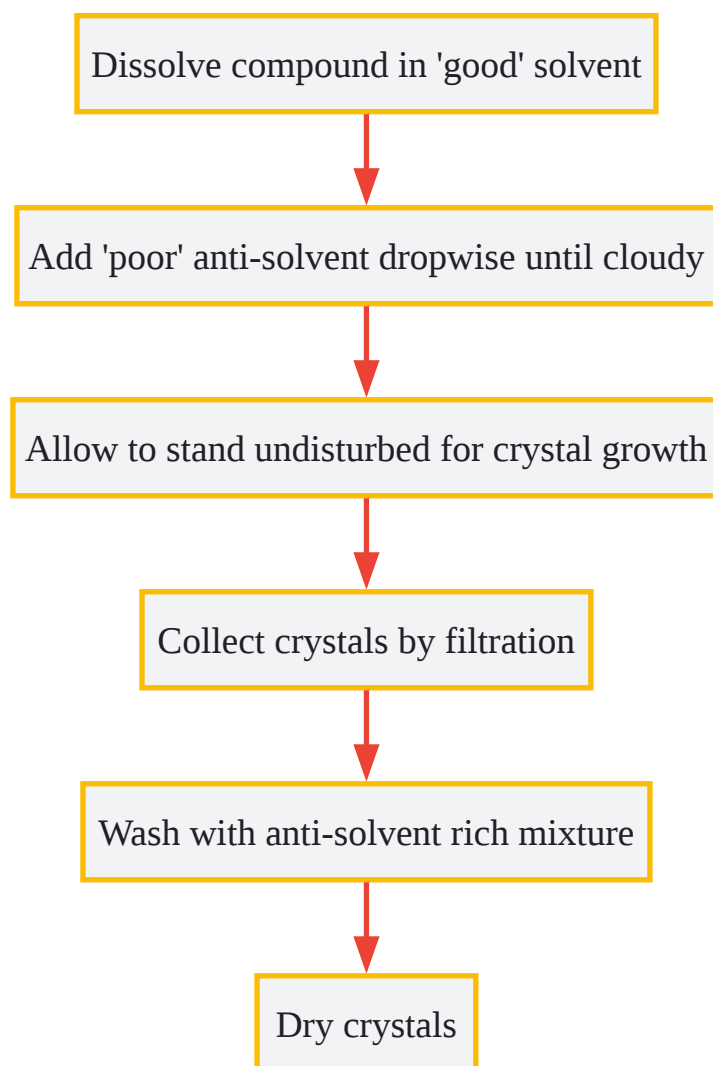 Dissolve compound in 'good' solvent
Add 'poor' anti-solvent dropwise until cloudy
Allow to stand undisturbed for crystal growth
Collect crystals by filtration
Wash with anti-solvent rich mixture
Dry crystals